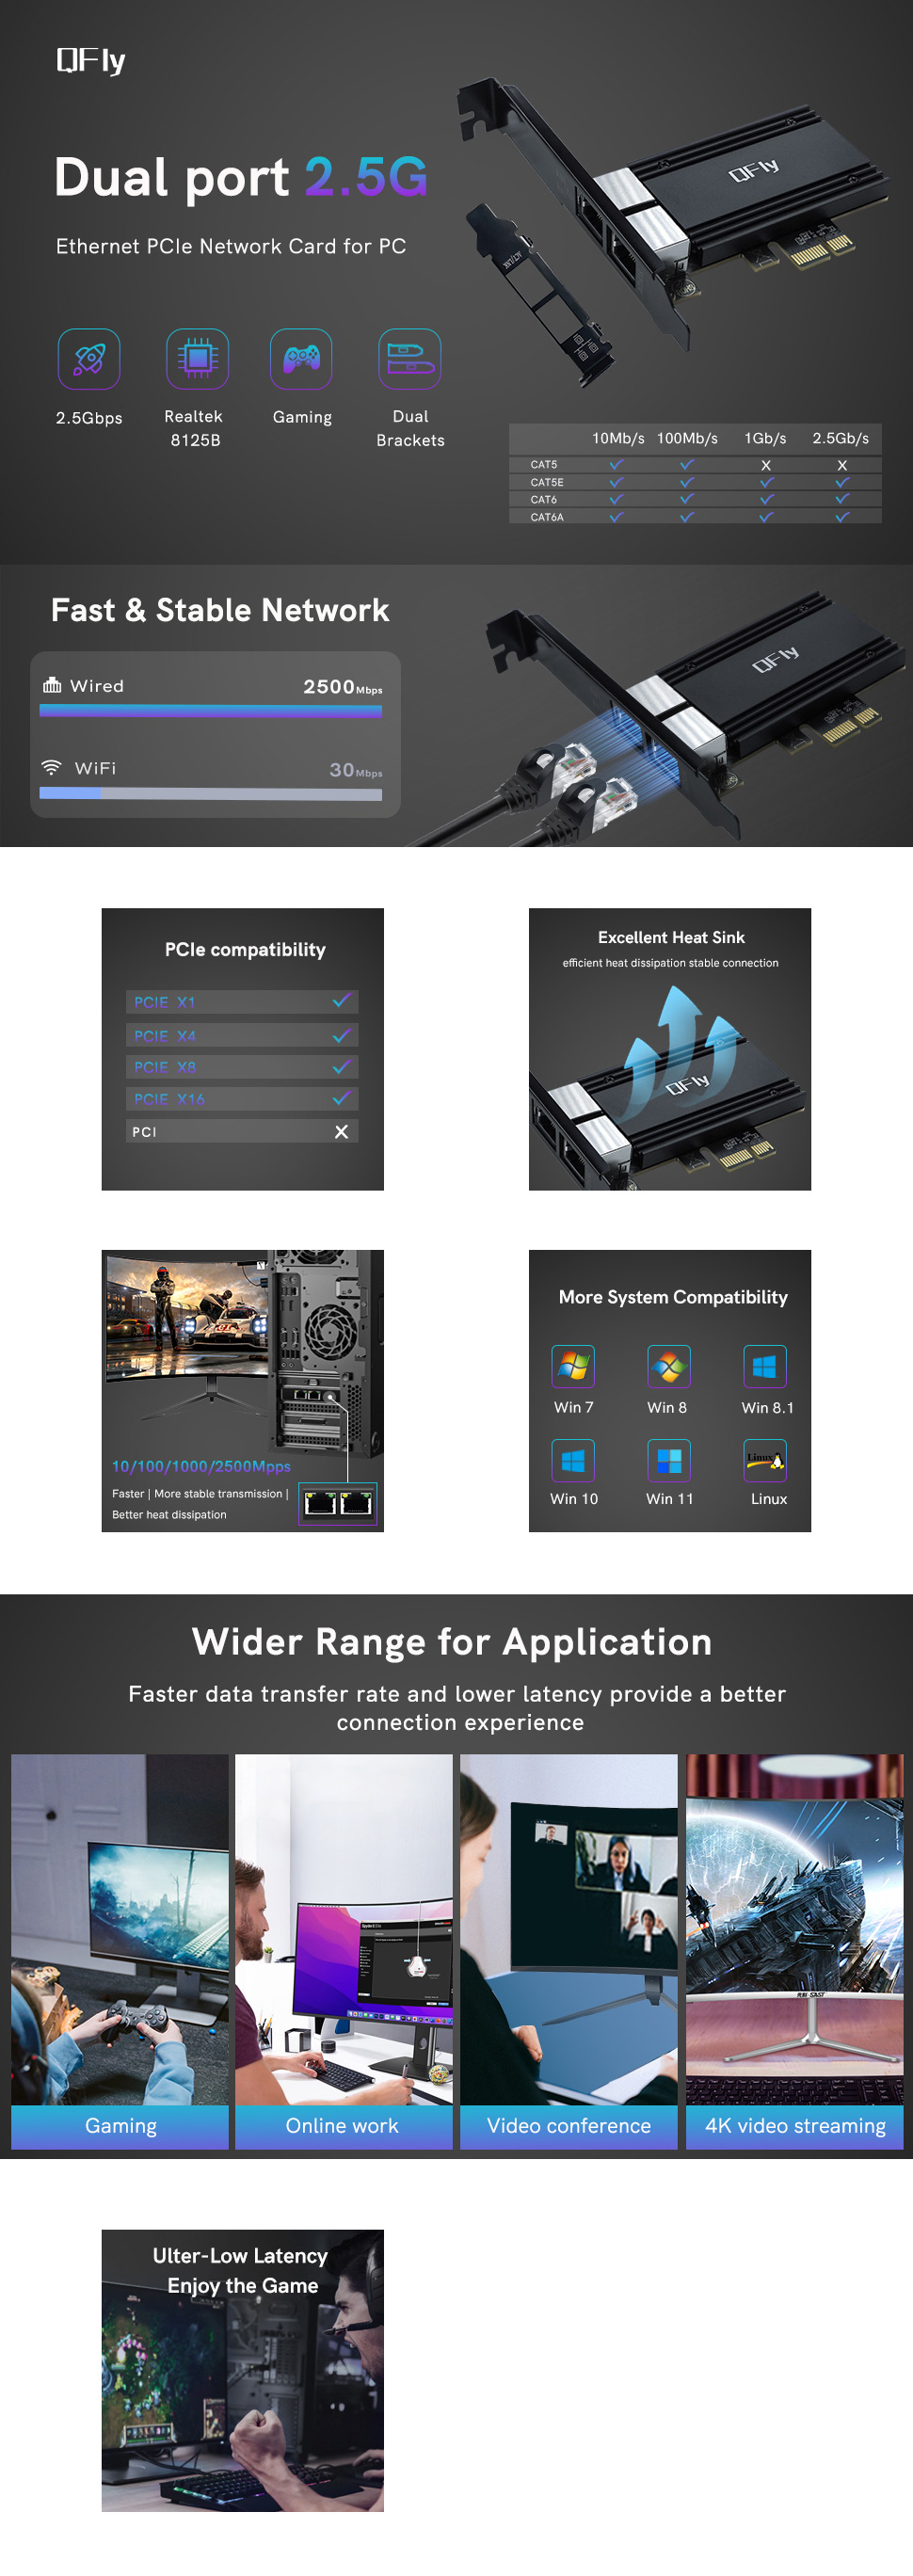 QFly
Dual port 2.5G
Ethernet PCIe Network Card for PC
QFly
ACT/LINK
2.5Gbps
Realtek
8125B
Gaming
Dual
Brackets
10Mb/s 100Mb/s 1Gb/s 2.5Gb/s
CAT5 ✓ ✓ X X
CAT5E ✓ ✓ ✓ ✓
CAT6 ✓ ✓ ✓ ✓
CAT6A ✓ ✓ ✓ ✓
Fast & Stable Network
Wired 2500Mbps
WiFi 30Mbps
QFly
PCIe compatibility
PCIE X1 ✓
PCIE X4 ✓
PCIE X8 ✓
PCIE X16 ✓
PCI X
Excellent Heat Sink
efficient heat dissipation stable connection
QFly
10/100/1000/2500Mpps
Faster | More stable transmission |
Better heat dissipation
More System Compatibility
Win 7
Win 8
Win 8.1
Linux
Win 10
Win 11
Linux
Wider Range for Application
Faster data transfer rate and lower latency provide a better
connection experience
Gaming
Online work
Video conference
4K video streaming
Ulter-Low Latency
Enjoy the Game